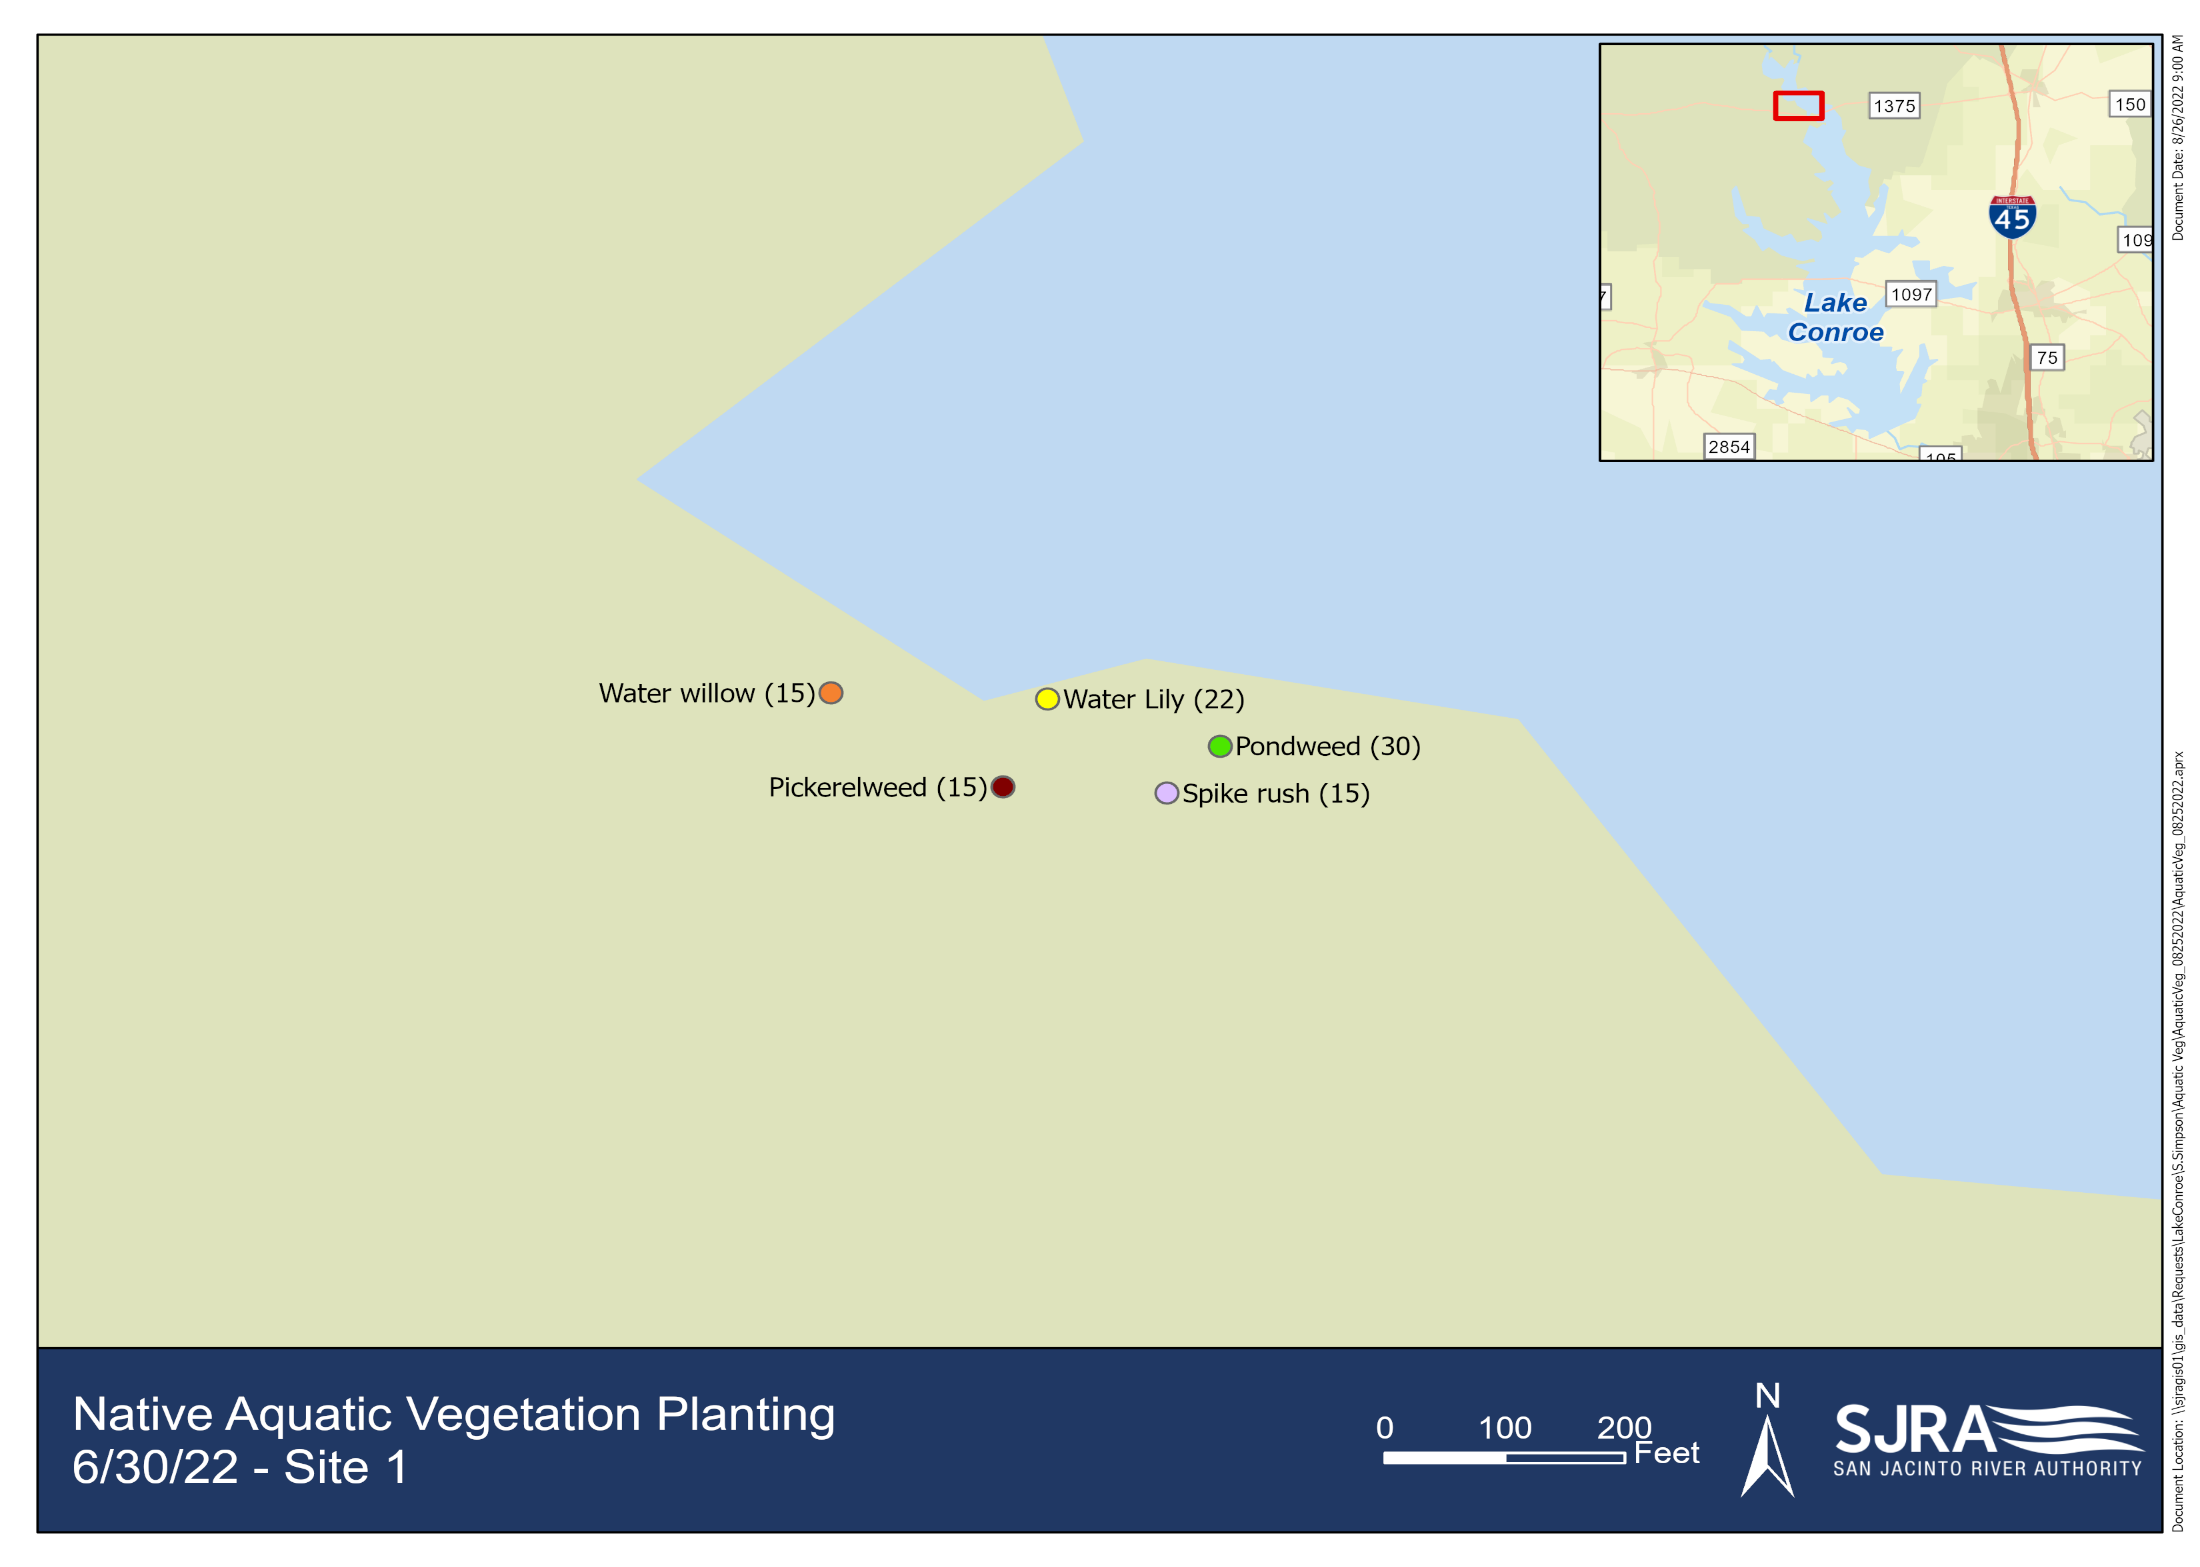 1375
150
INTERSTATE
TEXAS
45
109
1097
Lake
Conroe
75
2854
105
Water willow (15)
Water Lily (22)
Pondweed (30)
Pickerelweed (15)
Spike rush (15)
Native Aquatic Vegetation Planting
6/30/22 - Site 1
0 100 200
Feet
N
SJRA
SAN JACINTO RIVER AUTHORITY
Document Date: 8/26/2022 9:00 AM
Document Location: \\sjragis01\gis_data\Requests\LakeConroe\S.Simpson\Aquatic Veg\AquaticVeg_08252022\AquaticVeg_08252022.aprx